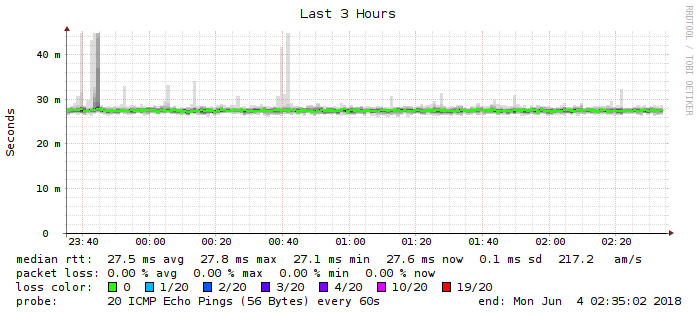 Last 3 Hours
RRDTOOL / TOBI OETIKER
Seconds
40 m
30 m
20 m
10 m
0
23:40 00:00 00:20 00:40 01:00 01:20 01:40 02:00 02:20
median rtt: 27.5 ms avg 27.8 ms max 27.1 ms min 27.6 ms now 0.1 ms sd 217.2 am/s
packet loss: 0.00 % avg 0.00 % max 0.00 % min 0.00 % now
loss color: 0 1/20 2/20 3/20 4/20 10/20 19/20
probe: 20 ICMP Echo Pings (56 Bytes) every 60s end: Mon Jun 4 02:35:02 2018